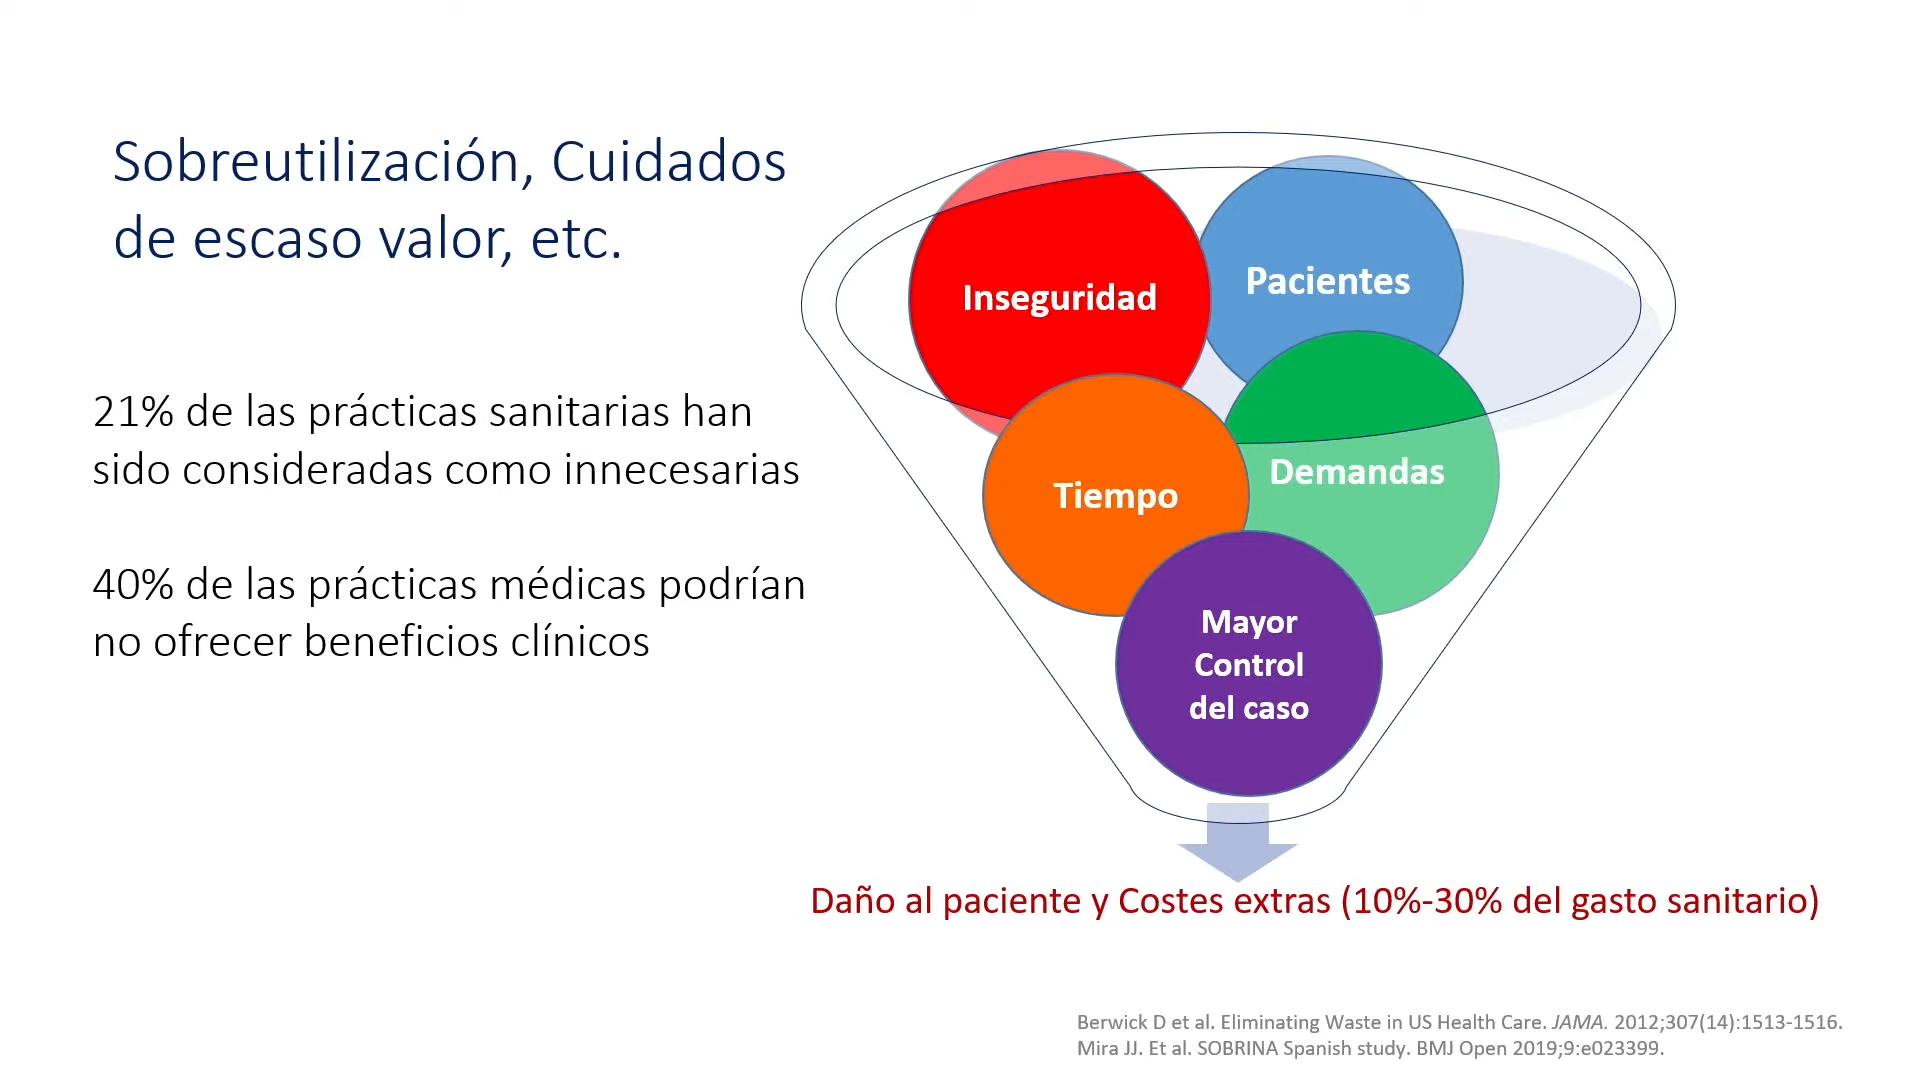 Sobreutilización, Cuidados
de escaso valor, etc.
21% de las prácticas sanitarias han
sido consideradas como innecesarias
40% de las prácticas médicas podrían
no ofrecer beneficios clínicos
Inseguridad
Pacientes
Tiempo
Demandas
Mayor
Control
del caso
Daño al paciente y Costes extras (10%-30% del gasto sanitario)
Berwick D et al. Eliminating Waste in US Health Care. JAMA. 2012;307(14):1513-1516.
Mira JJ. Et al. SOBRINA Spanish study. BMJ Open 2019;9:e023399.